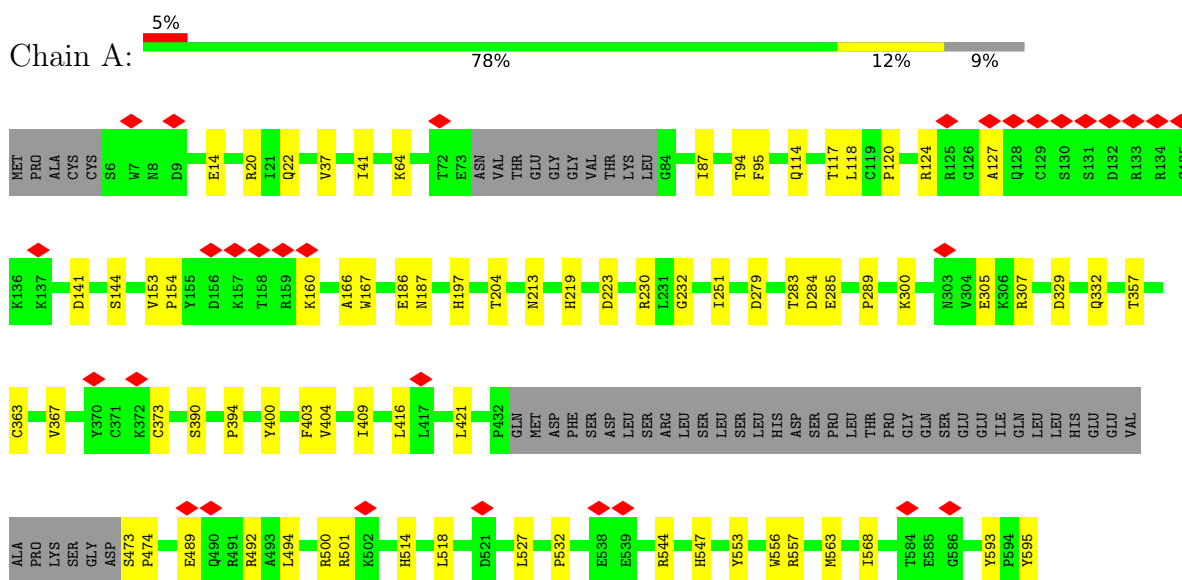 5%
Chain A:
78% 12% 9%
MET PRO ALA CYS CYS S6 W7 N8 D9 E14 R20 I21 Q22 V37 I41 K64 T72 E73 ASN VAL THR GLU GLY GLY VAL THR LYS LEU G84 I87 T94 F95 Q114 T117 L118 C119 P120 R124 R125 G126 A127 Q128 C129 S130 S131 D132 R133 R134
K136 K137 D141 S144 V153 P154 Y155 D156 K157 T158 R159 K160 A166 W167 E186 N187 H197 T204 N213 H219 D223 R230 L231 G232 I251 D279 T283 D284 E285 P289 K300 N303 V304 E305 K306 R307 D329 Q332 T357
C363 V367 Y370 C371 K372 C373 S390 P394 Y400 F403 V404 I409 L416 L417 L421 P432 GLN MET ASP PHE SER ASP ASP LEU SER ARG LEU SER LEU SER LEU HIS ASP SER PRO LEU THR PRO GLY GLN SER GLU GLU ILE GLN LEU LEU HIS GLU GLU VAL
ALA PRO LYS SER GLY ASP S473 P474 E489 Q490 R491 R492 A493 L494 R500 R501 K502 H514 L518 D521 L527 P532 E538 E539 R544 H547 Y553 W556 R557 M563 I568 T584 E585 G586 Y593 P594 Y595